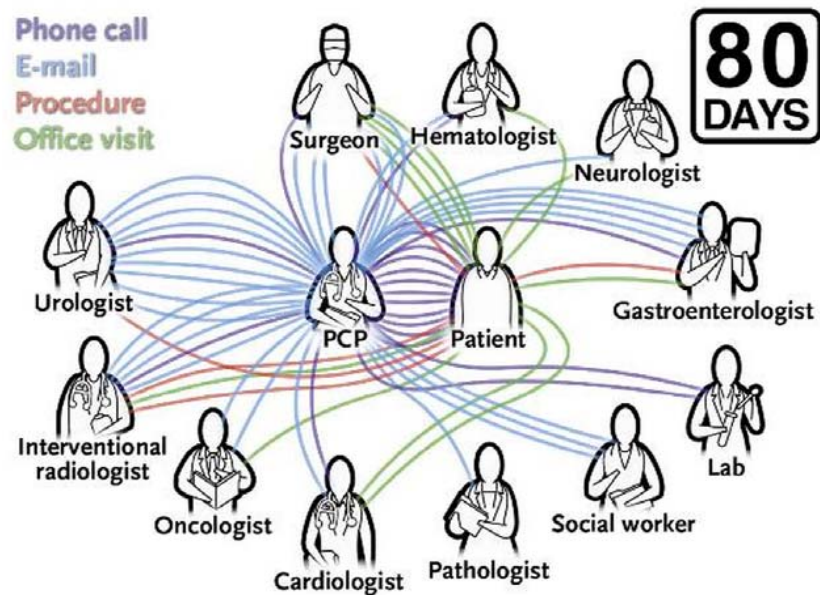 Phone call
E-mail
Procedure
Office visit
80
DAYS
Surgeon
Hematologist
Neurologist
Urologist
PCP
Patient
Gastroenterologist
Interventional
radiologist
Oncologist
Cardiologist
Pathologist
Social worker
Lab